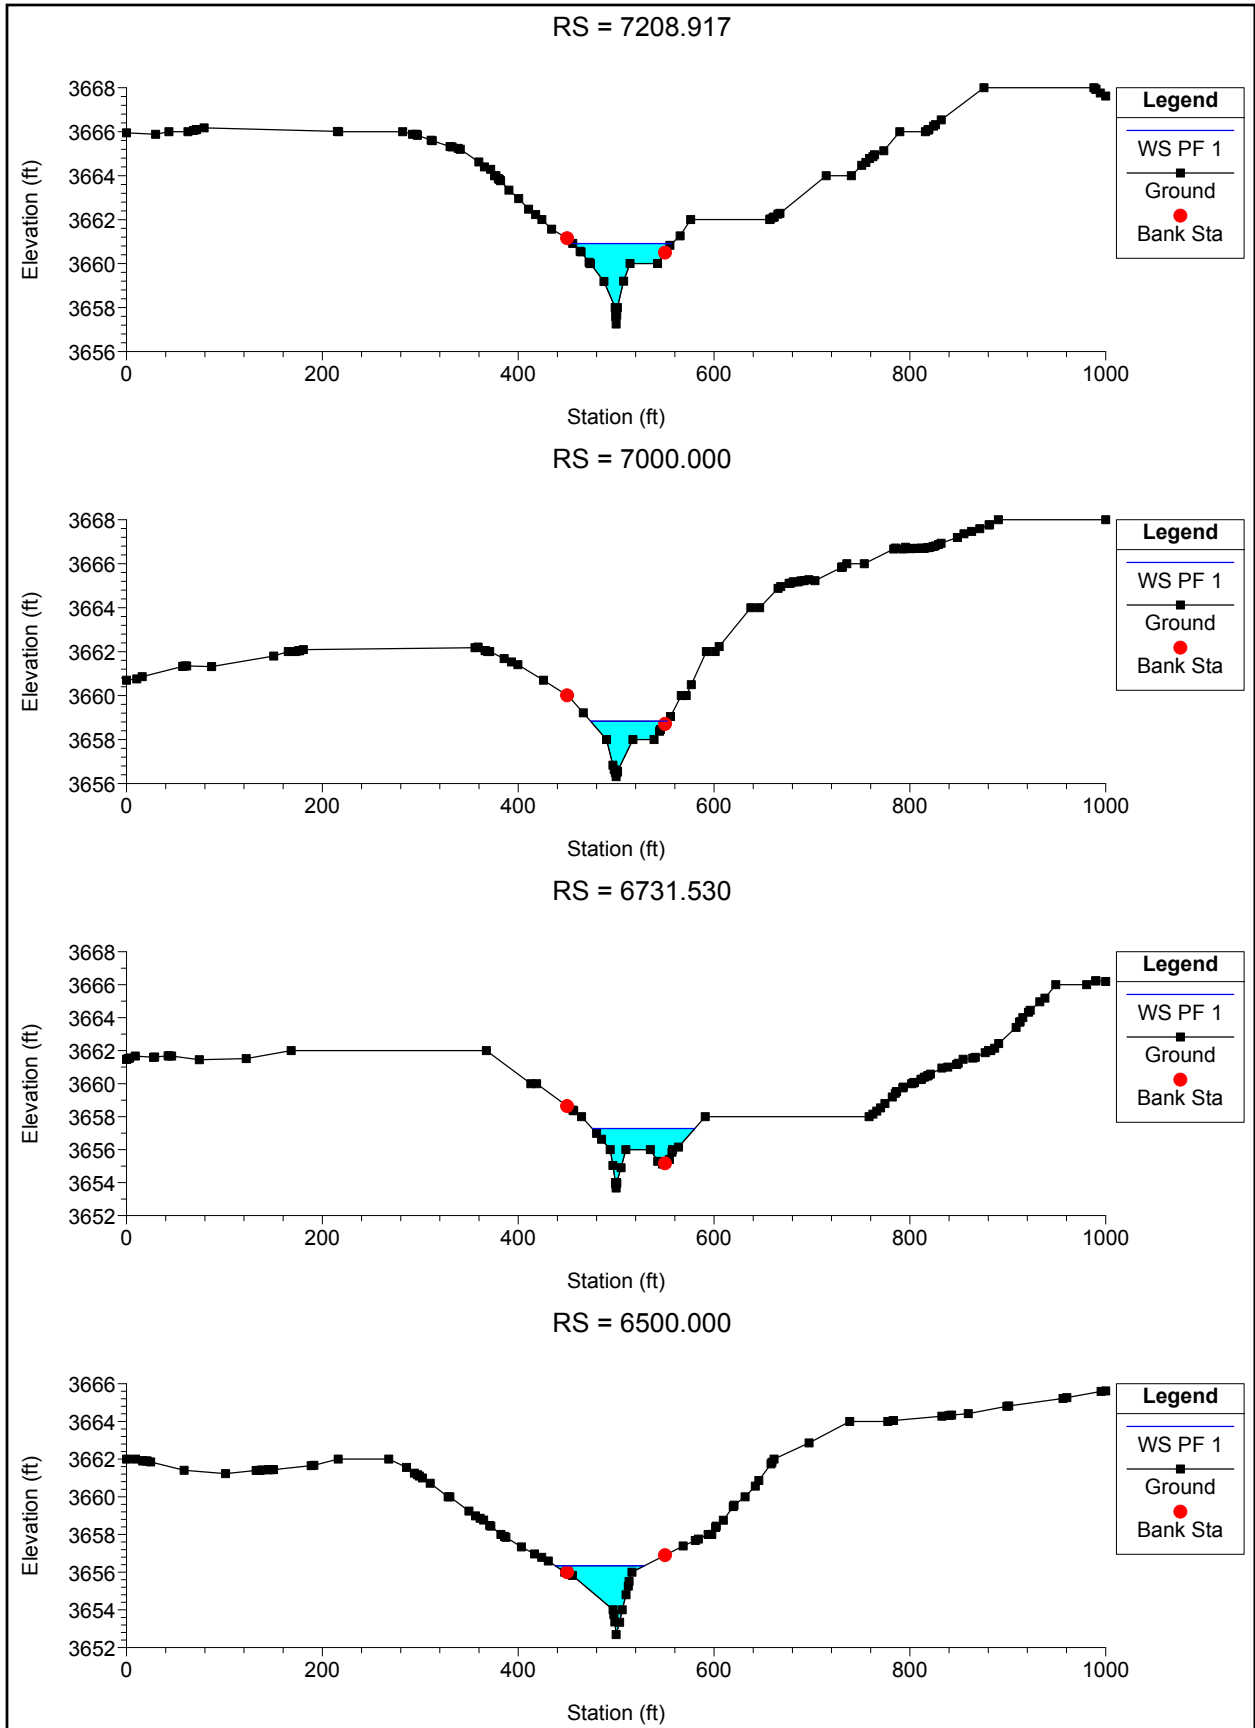 RS = 7208.917
3668
3666
3664
3662
3660
3658
3656
Elevation (ft)
0 200 400 600 800 1000
Station (ft)
Legend
WS PF 1
Ground
Bank Sta
RS = 7000.000
3668
3666
3664
3662
3660
3658
3656
Elevation (ft)
0 200 400 600 800 1000
Station (ft)
Legend
WS PF 1
Ground
Bank Sta
RS = 6731.530
3668
3666
3664
3662
3660
3658
3656
3654
3652
Elevation (ft)
0 200 400 600 800 1000
Station (ft)
Legend
WS PF 1
Ground
Bank Sta
RS = 6500.000
3666
3664
3662
3660
3658
3656
3654
3652
Elevation (ft)
0 200 400 600 800 1000
Station (ft)
Legend
WS PF 1
Ground
Bank Sta